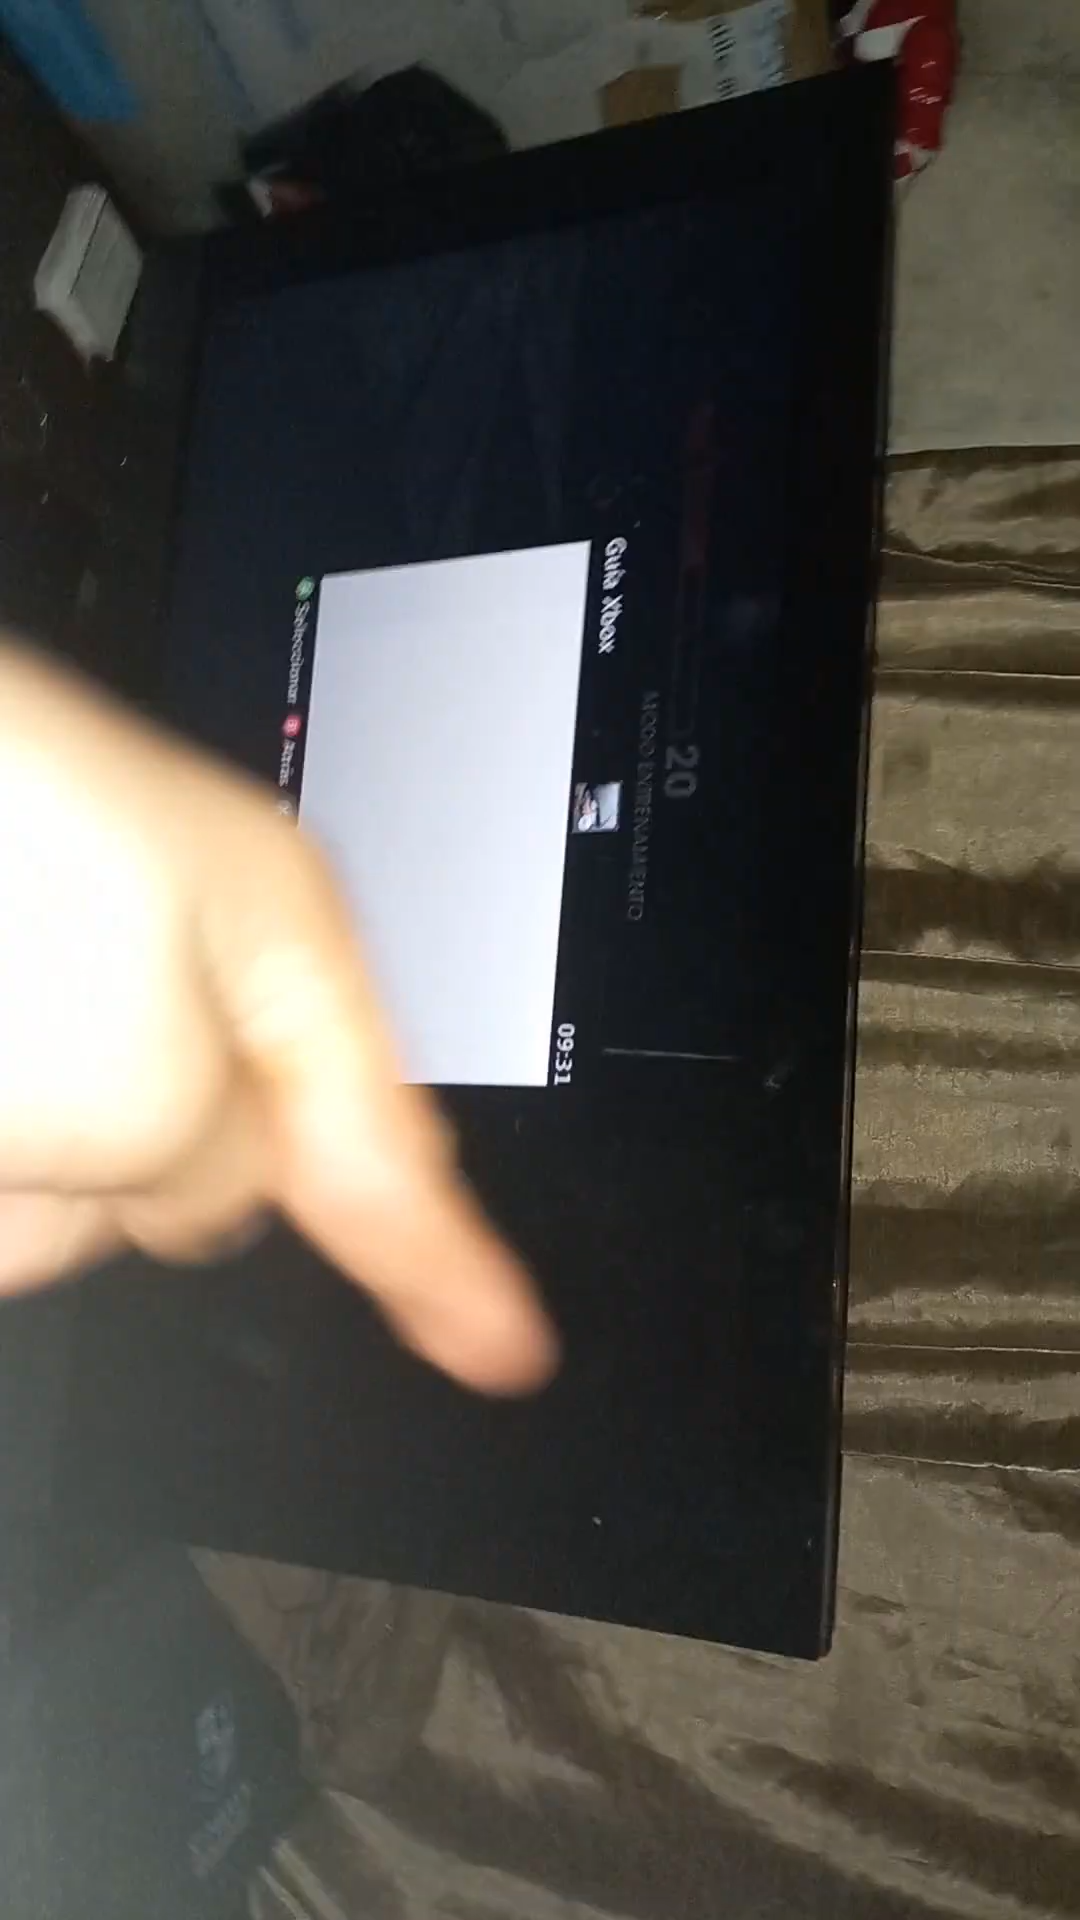 20
MODO ENTRENAMIENTO
Guía Xbox
09:31
Seleccionar B Atrás